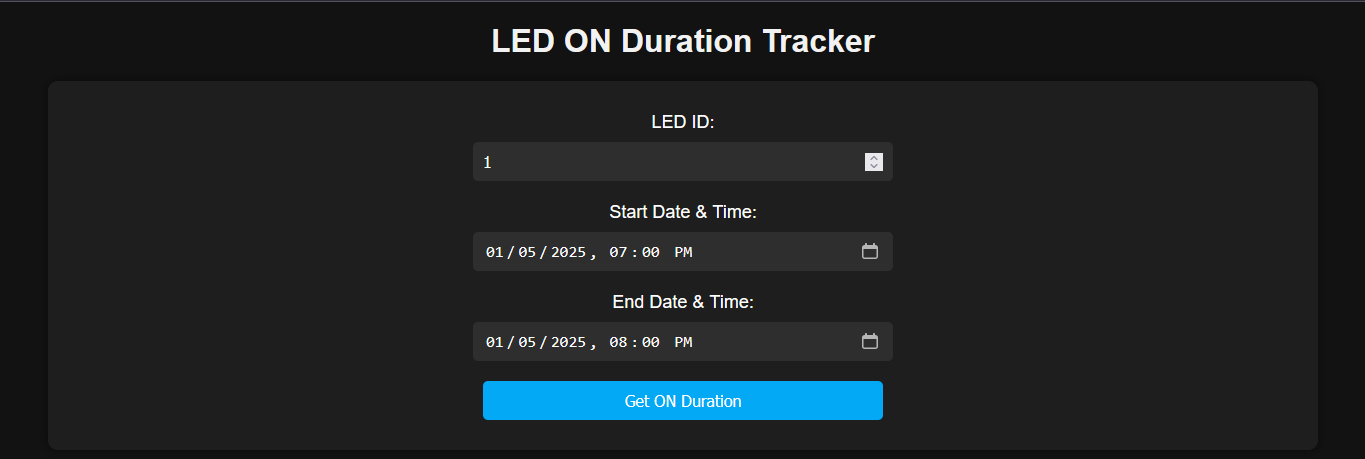 LED ON Duration Tracker
LED ID:
1
Start Date & Time:
01/05/2025, 07:00 PM
End Date & Time:
01/05/2025, 08:00 PM
Get ON Duration